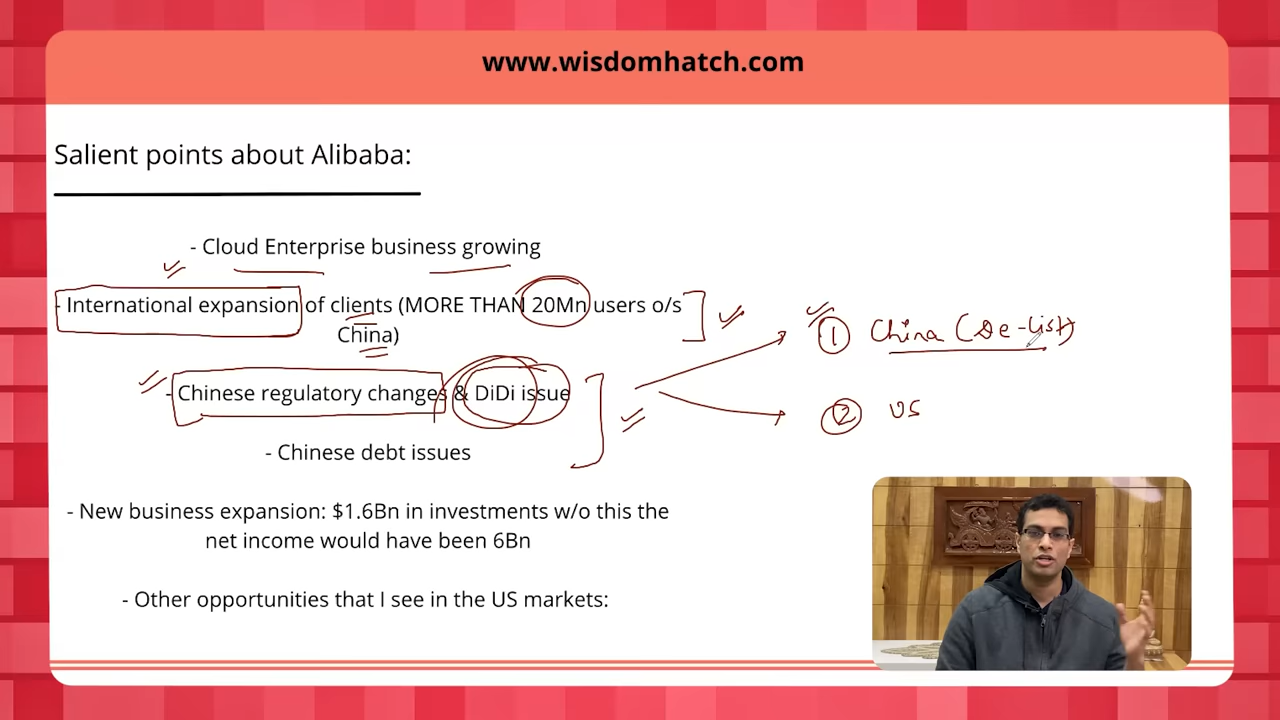 www.wisdomhatch.com
Salient points about Alibaba:
- Cloud Enterprise business growing
- International expansion of clients (MORE THAN 20Mn users o/s
China)
- Chinese regulatory changes & DiDi issue
- Chinese debt issues
- New business expansion: $1.6Bn in investments w/o this the
net income would have been 6Bn
- Other opportunities that I see in the US markets:
1 China (De-list)
2 US